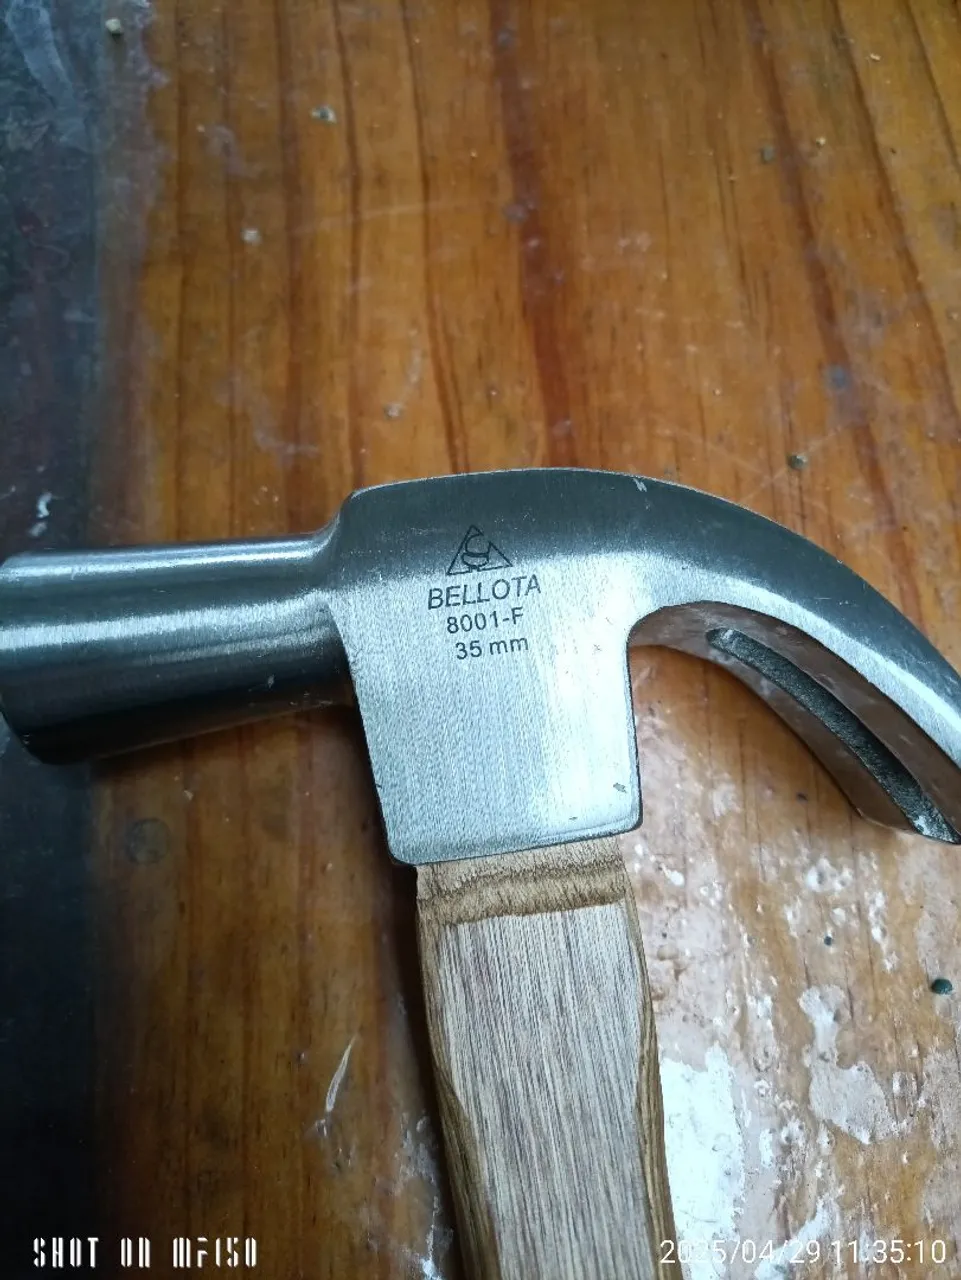 BELLOTA
8001-F
35 mm
SHOT ON MF150
2025/04/29 11:35:10